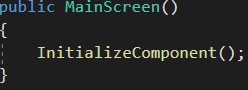 public MainScreen()
{
    InitializeComponent();
}